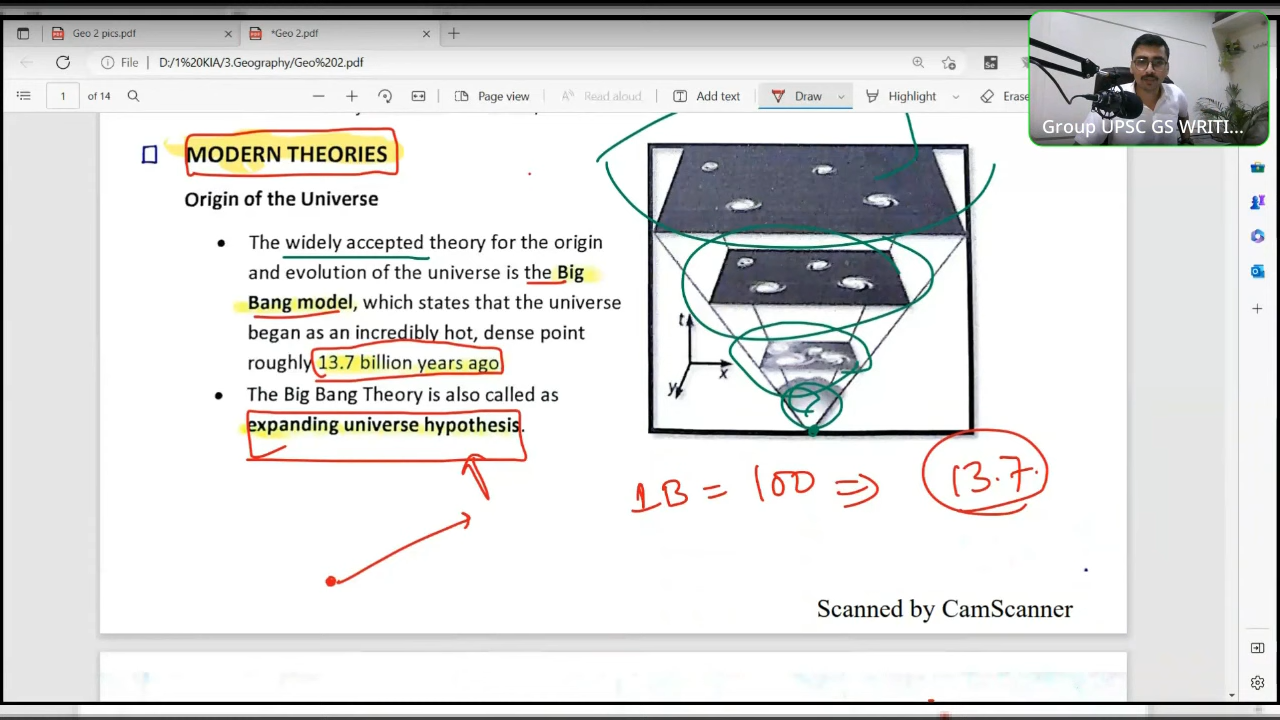 Geo 2 pics.pdf
*Geo 2.pdf
File
D:/1%20KIA/3.Geography/Geo%202.pdf
1 of 14
Page view
Read aloud
Add text
Draw
Highlight
Erase
Group UPSC GS WRITI...
MODERN THEORIES
Origin of the Universe
The widely accepted theory for the origin
and evolution of the universe is the Big
Bang model, which states that the universe
began as an incredibly hot, dense point
roughly 13.7 billion years ago
The Big Bang Theory is also called as
expanding universe hypothesis.
t
x
y
1B = 100 ⇒ 13.7
Scanned by CamScanner